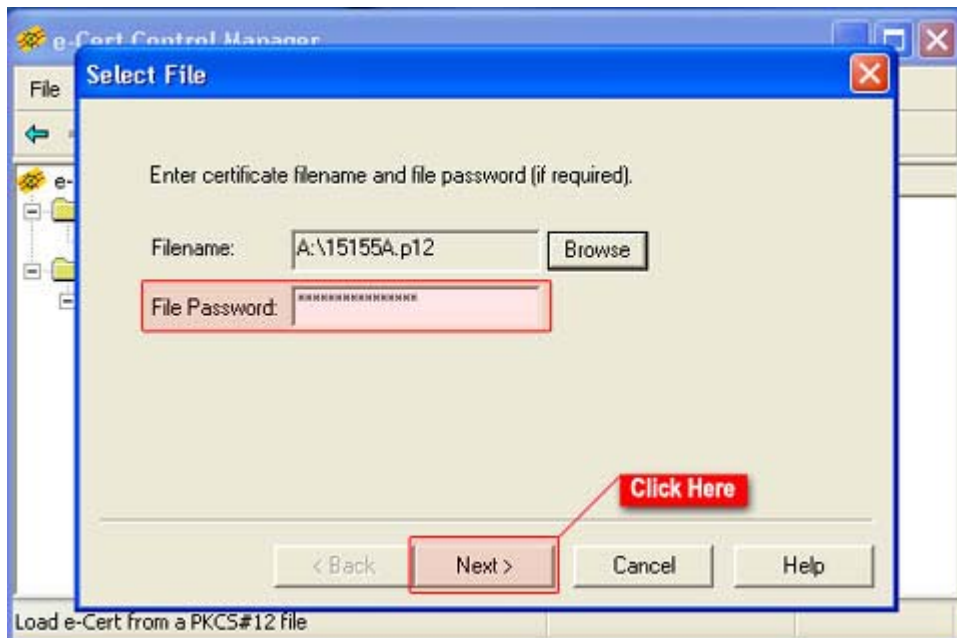 e-Cert Control Manager
Select File
File
e-
Enter certificate filename and file password (if required).
Filename: A:\15155A.p12 Browse
File Password: ****************
Click Here
< Back Next > Cancel Help
Load e-Cert from a PKCS#12 file